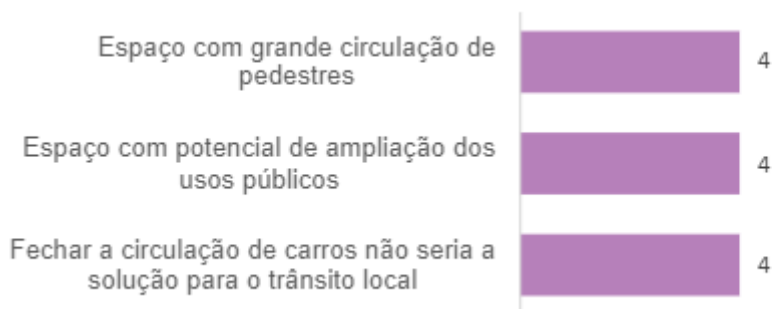 Espaço com grande circulação de
pedestres
4
Espaço com potencial de ampliação dos
usos públicos
4
Fechar a circulação de carros não seria a
solução para o trânsito local
4